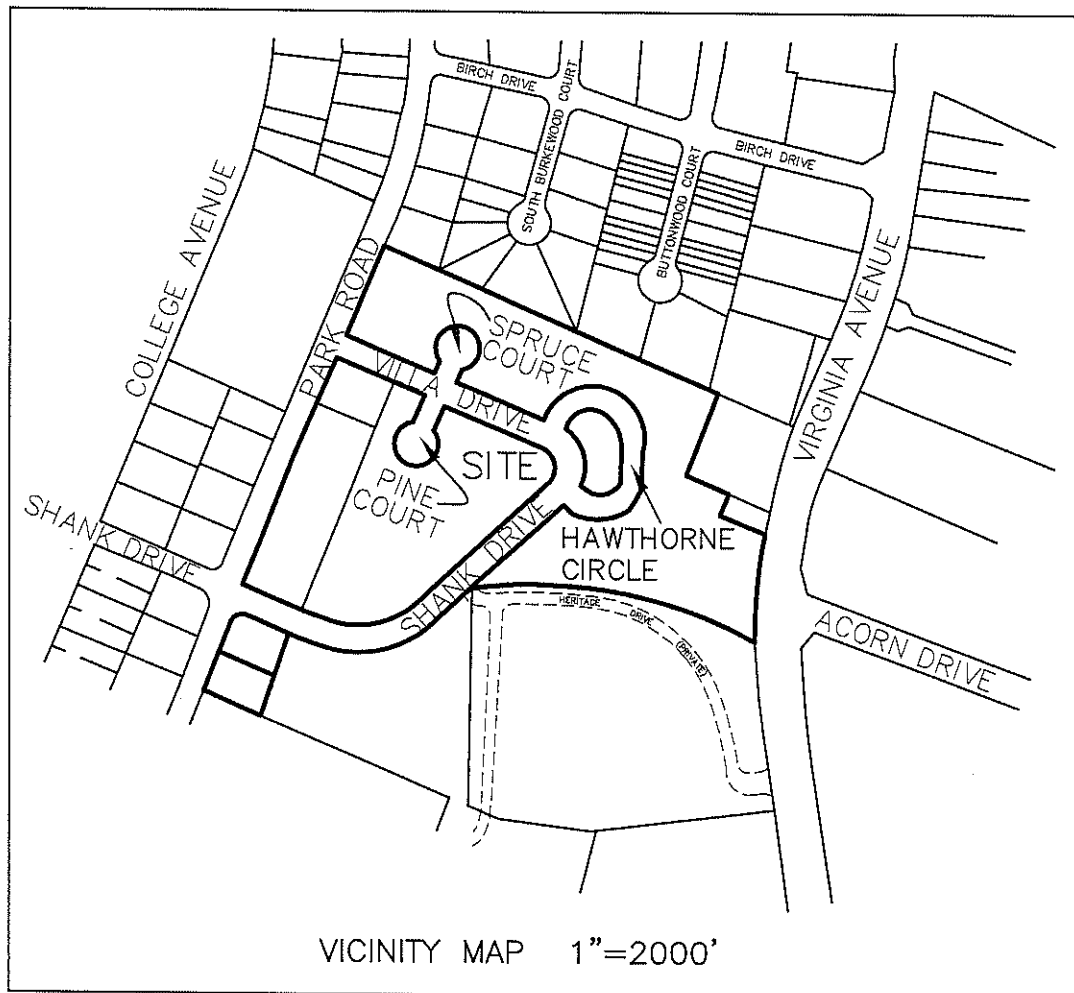 BIRCH DRIVE
SOUTH BURKEWOOD COURT
BUTTONWOOD COURT
BIRCH DRIVE
COLLEGE AVENUE
PARK ROAD
VIRGINIA AVENUE
SPRUCE
COURT
VILLA DRIVE
SITE
PINE
COURT
SHANK DRIVE
SHANK DRIVE
HAWTHORNE
CIRCLE
HERITAGE
DRIVE
(PRIVATE)
ACORN DRIVE
VICINITY MAP 1"=2000'